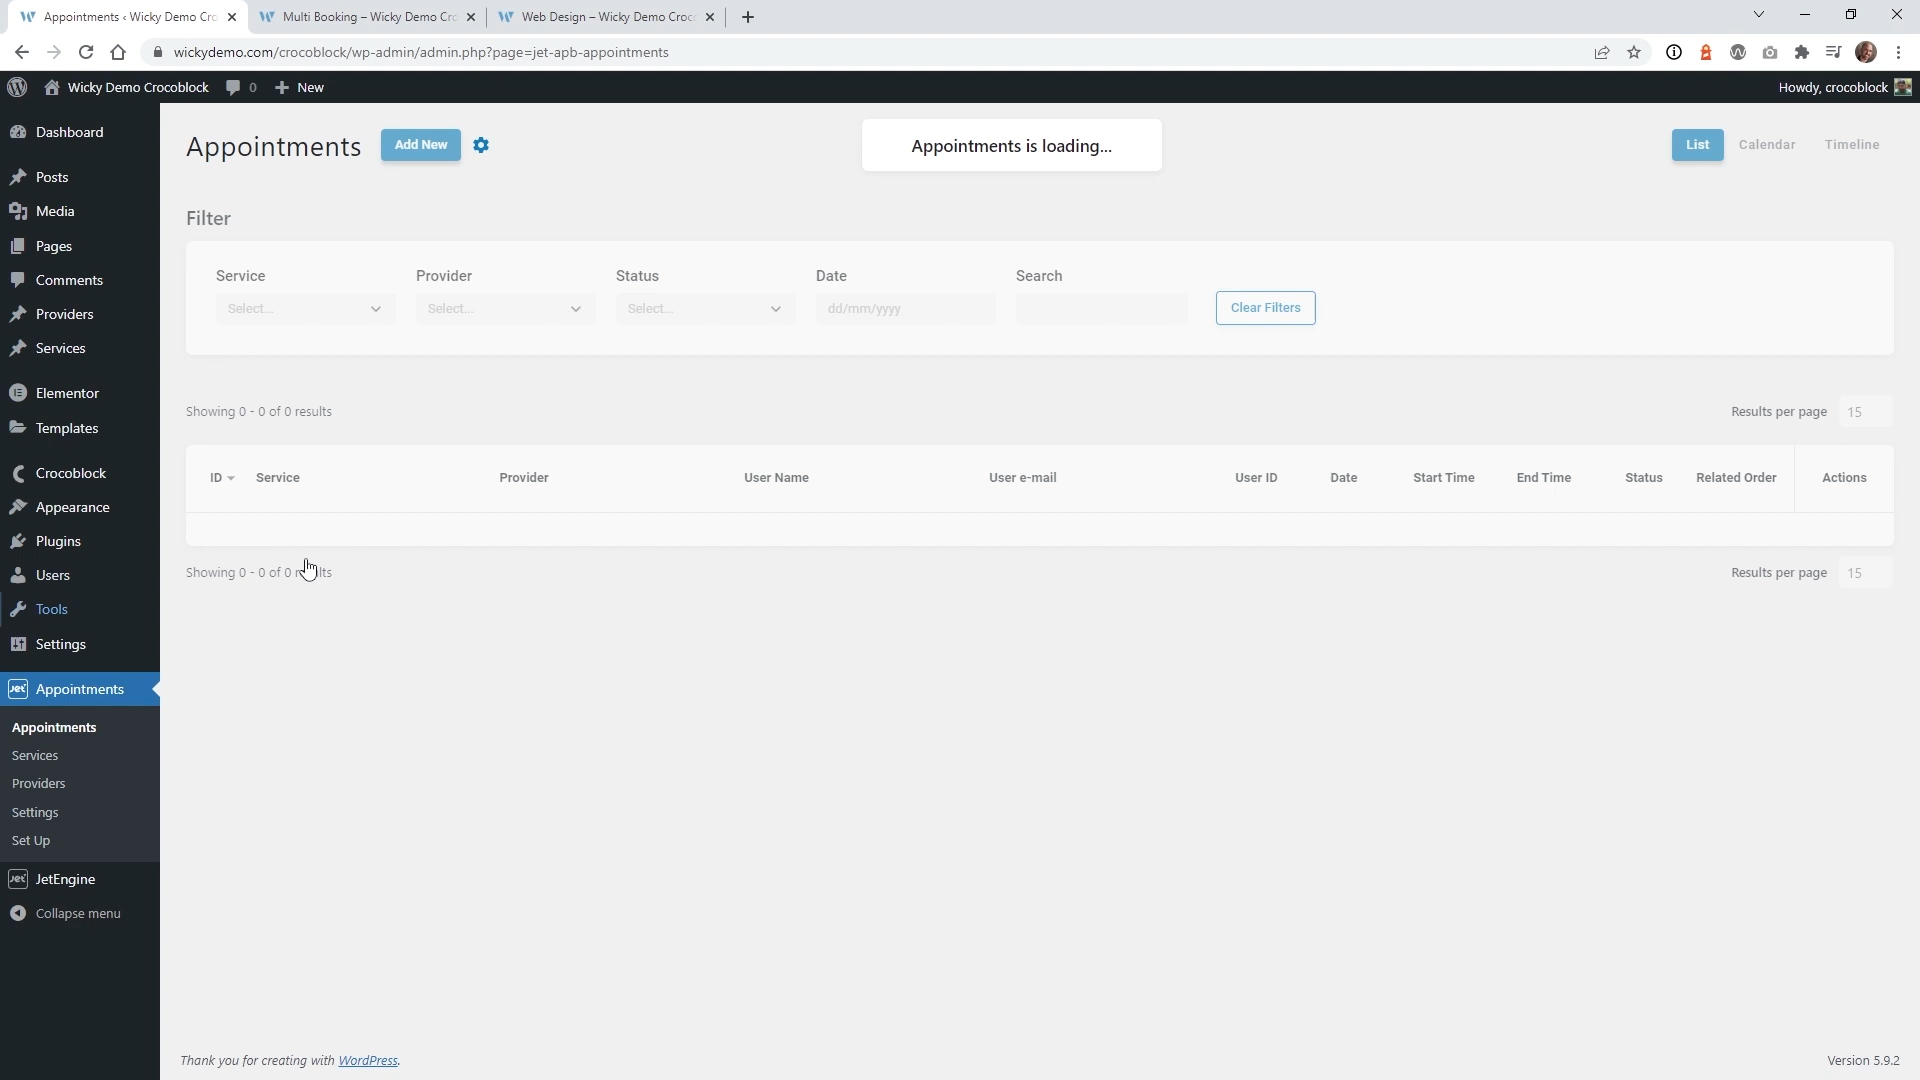 Appointments ‹ Wicky Demo Cro
Multi Booking – Wicky Demo Cro
Web Design – Wicky Demo Croc
wickydemo.com/crocoblock/wp-admin/admin.php?page=jet-apb-appointments
Wicky Demo Crocoblock
0
New
Howdy, crocoblock
Dashboard
Posts
Media
Pages
Comments
Providers
Services
Elementor
Templates
Crocoblock
Appearance
Plugins
Users
Tools
Settings
Jet Appointments
Appointments
Services
Providers
Settings
Set Up
Jet JetEngine
Collapse menu
Appointments
Add New
Appointments is loading...
List
Calendar
Timeline
Filter
Service
Provider
Status
Date
Search
Select...
Select...
Select...
dd/mm/yyyy
Clear Filters
Showing 0 - 0 of 0 results
Results per page
15
ID
Service
Provider
User Name
User e-mail
User ID
Date
Start Time
End Time
Status
Related Order
Actions
Showing 0 - 0 of 0
Results per page
15
Thank you for creating with WordPress.
Version 5.9.2